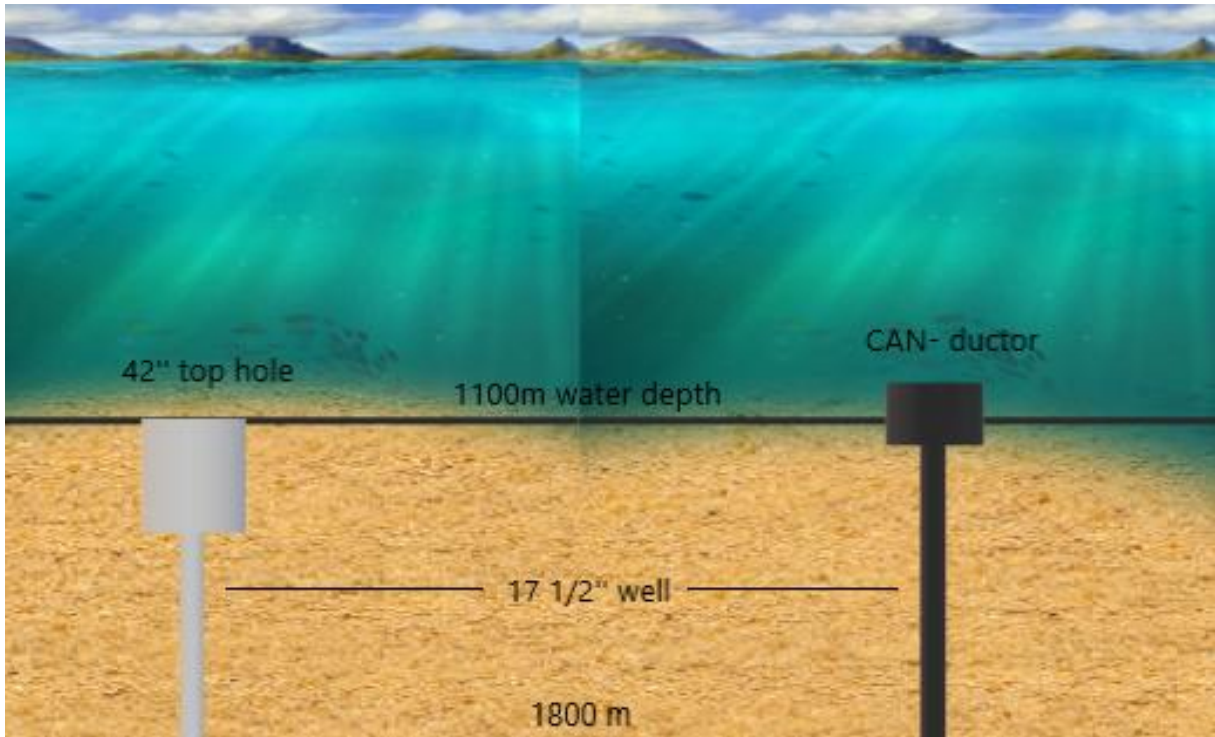 CAN- ductor
42" top hole
1100m water depth
17 1/2" well
1800 m